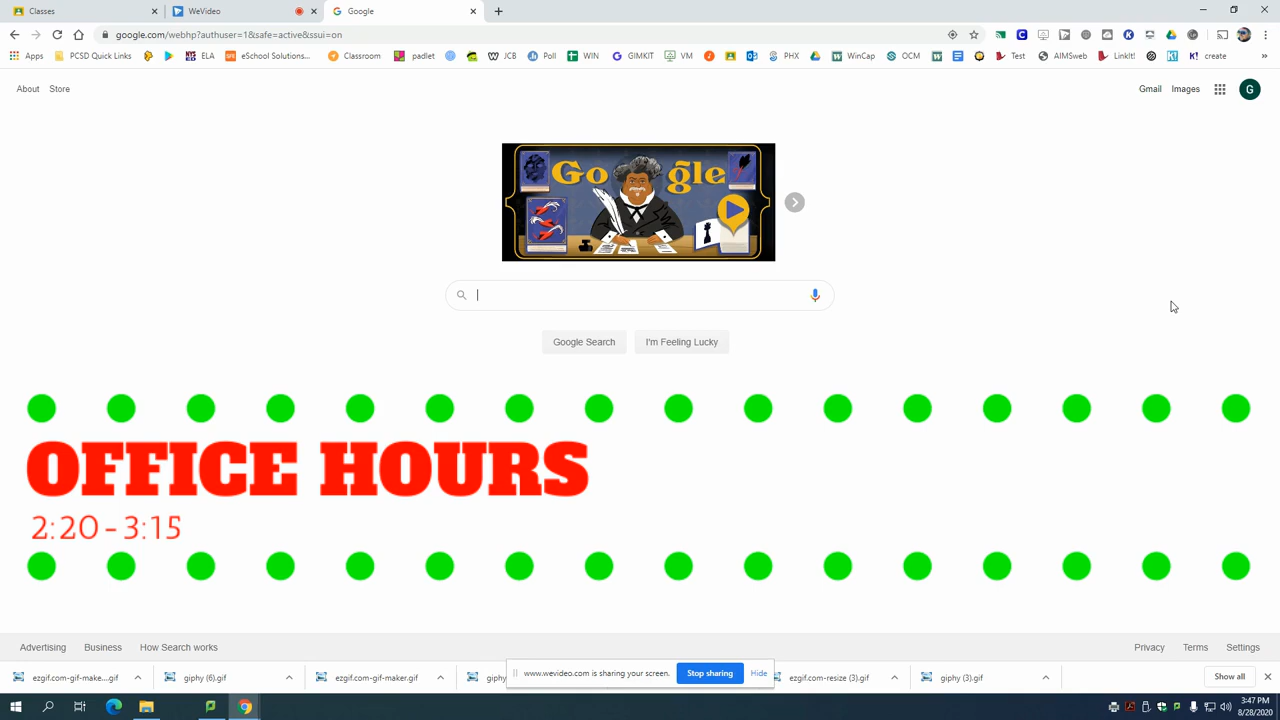 Classes
WeVideo
Google
google.com/webhp?authuser=1&safe=active&ssui=on
Apps PCSD Quick Links ELA eSchool Solutions... Classroom padlet JCB Poll WIN GIMKIT VM PHX WinCap OCM Test AIMSweb LinkIt! K! create »
About Store
Gmail Images G
Google
Google Search I'm Feeling Lucky
OFFICE HOURS
2:20 - 3:15
Advertising Business How Search works
Privacy Terms Settings
ezgif.com-gif-make....gif giphy (6).gif ezgif.com-gif-maker.gif giphy www.wevideo.com is sharing your screen. Stop sharing Hide ezgif.com-resize (3).gif giphy (3).gif Show all
3:47 PM
8/28/2020